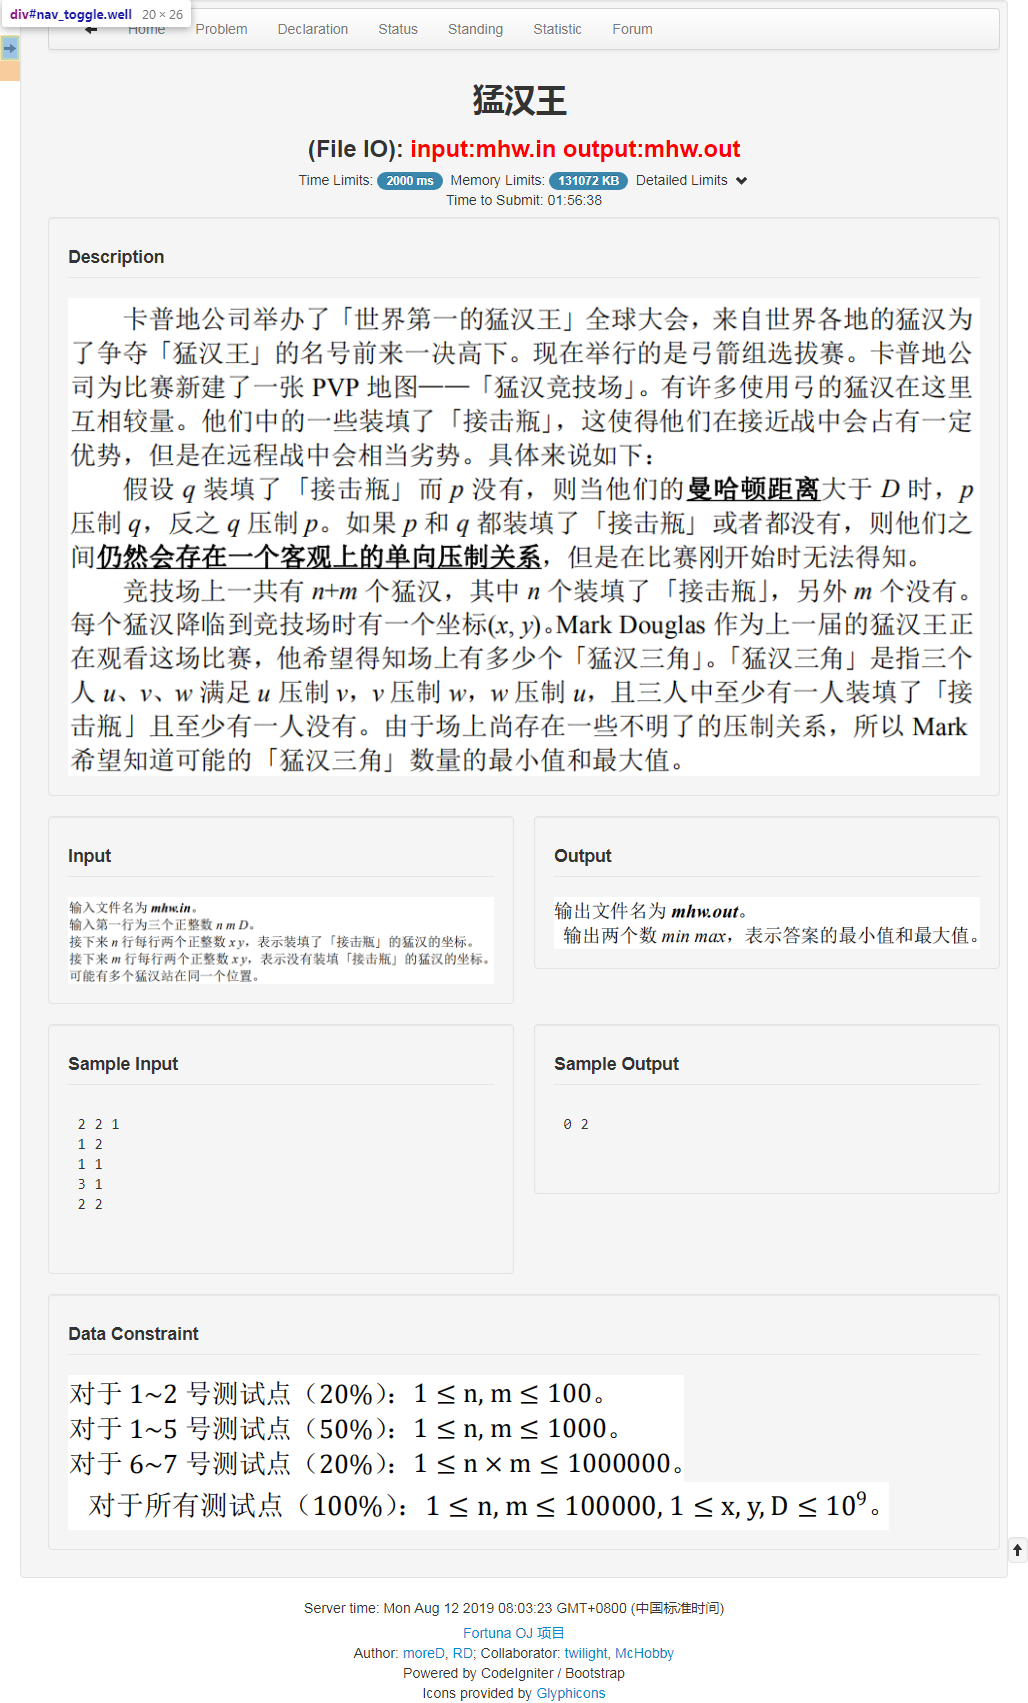 div#nav_toggle.well 20 × 26
Home Problem Declaration Status Standing Statistic Forum
猛汉王
(File IO): input:mhw.in output:mhw.out
Time Limits: 2000 ms Memory Limits: 131072 KB Detailed Limits
Time to Submit: 01:56:38
Description
卡普地公司举办了「世界第一的猛汉王」全球大会，来自世界各地的猛汉为
了争夺「猛汉王」的名号前来一决高下。现在举行的是弓箭组选拔赛。卡普地公
司为比赛新建了一张 PVP 地图——「猛汉竞技场」。有许多使用弓的猛汉在这里
互相较量。他们中的一些装填了「接击瓶」，这使得他们在接近战中会占有一定
优势，但是在远程战中会相当劣势。具体来说如下：
假设 q 装填了「接击瓶」而 p 没有，则当他们的曼哈顿距离大于 D 时，p
压制 q，反之 q 压制 p。如果 p 和 q 都装填了「接击瓶」或者都没有，则他们之
间仍然会存在一个客观上的单向压制关系，但是在比赛刚开始时无法得知。
竞技场上一共有 n+m 个猛汉，其中 n 个装填了「接击瓶」，另外 m 个没有。
每个猛汉降临到竞技场时有一个坐标(x, y)。Mark Douglas 作为上一届的猛汉王正
在观看这场比赛，他希望得知场上有多少个「猛汉三角」。「猛汉三角」是指三个
人 u、v、w 满足 u 压制 v，v 压制 w，w 压制 u，且三人中至少有一人装填了「接
击瓶」且至少有一人没有。由于场上尚存在一些不明了的压制关系，所以 Mark
希望知道可能的「猛汉三角」数量的最小值和最大值。
Input
输入文件名为 mhw.in。
输入第一行为三个正整数 n m D。
接下来 n 行每行两个正整数 x y，表示装填了「接击瓶」的猛汉的坐标。
接下来 m 行每行两个正整数 x y，表示没有装填「接击瓶」的猛汉的坐标。
可能有多个猛汉站在同一个位置。
Output
输出文件名为 mhw.out。
输出两个数 min max，表示答案的最小值和最大值。
Sample Input
2 2 1
1 2
1 1
3 1
2 2
Sample Output
0 2
Data Constraint
对于 1~2 号测试点（20%）：1 ≤ n, m ≤ 100。
对于 1~5 号测试点（50%）：1 ≤ n, m ≤ 1000。
对于 6~7 号测试点（20%）：1 ≤ n × m ≤ 1000000。
对于所有测试点（100%）：1 ≤ n, m ≤ 100000, 1 ≤ x, y, D ≤ 10⁹。
Server time: Mon Aug 12 2019 08:03:23 GMT+0800 (中国标准时间)
Fortuna OJ 项目
Author: moreD, RD; Collaborator: twilight, McHobby
Powered by CodeIgniter / Bootstrap
Icons provided by Glyphicons